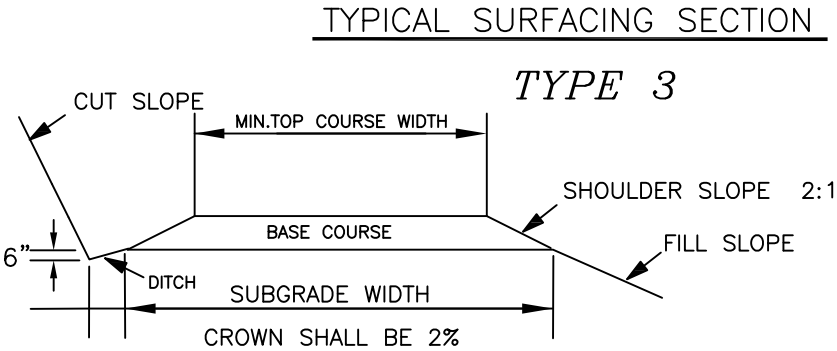 TYPICAL SURFACING SECTION
TYPE 3
CUT SLOPE
MIN.TOP COURSE WIDTH
SHOULDER SLOPE 2:1
BASE COURSE
FILL SLOPE
6"
DITCH
SUBGRADE WIDTH
CROWN SHALL BE 2%